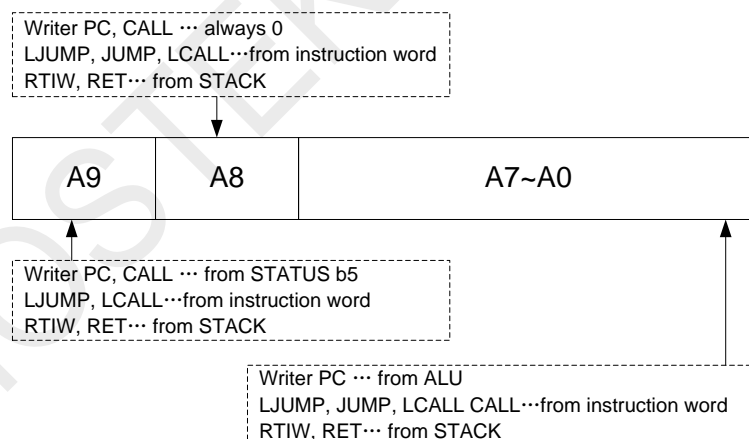 Writer PC, CALL ··· always 0
LJUMP, JUMP, LCALL···from instruction word
RTIW, RET··· from STACK
A9
A8
A7~A0
Writer PC, CALL ··· from STATUS b5
LJUMP, LCALL···from instruction word
RTIW, RET··· from STACK
Writer PC ··· from ALU
LJUMP, JUMP, LCALL CALL···from instruction word
RTIW, RET··· from STACK